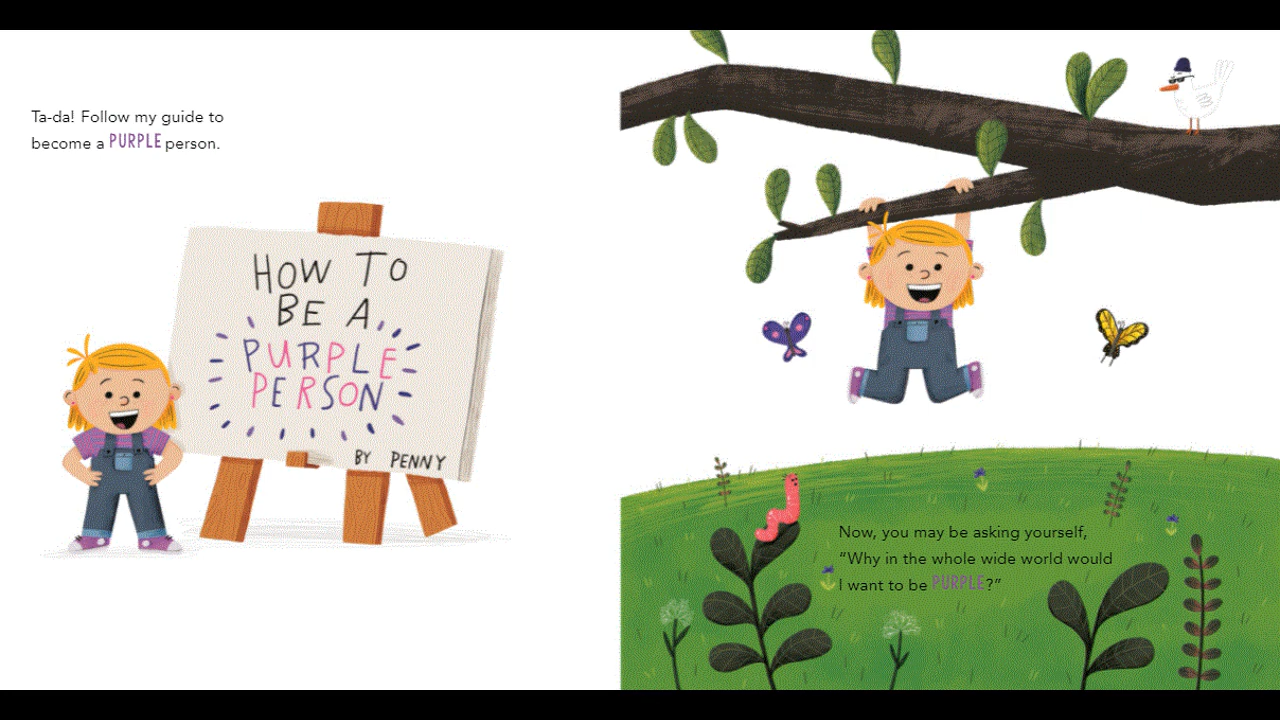 Ta-da! Follow my guide to
become a PURPLE person.
HOW TO
BE A
PURPLE
PERSON
BY PENNY
Now, you may be asking yourself,
“Why in the whole wide world would
I want to be PURPLE?”